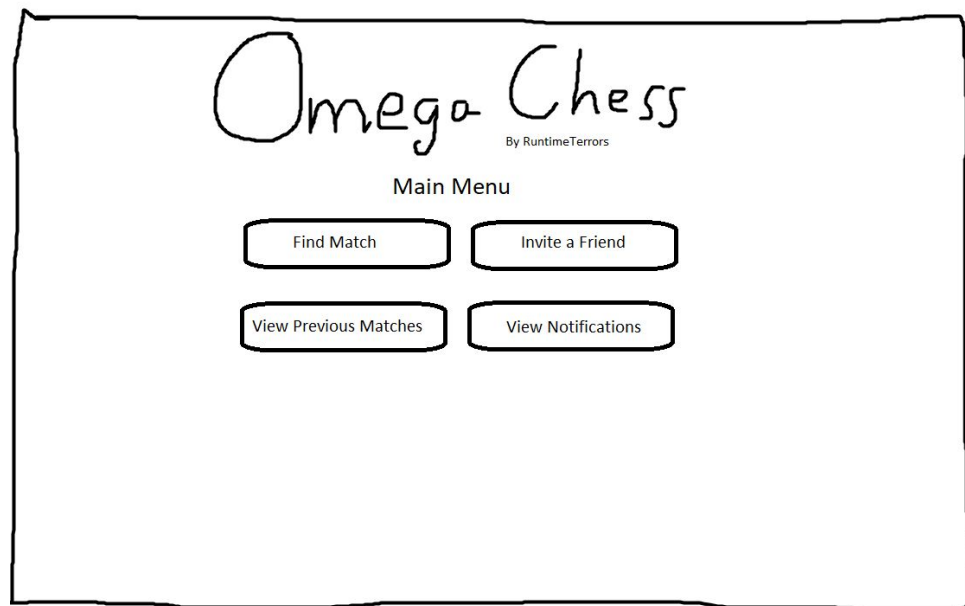 Omega Chess
By RuntimeTerrors
Main Menu
Find Match
Invite a Friend
View Previous Matches
View Notifications